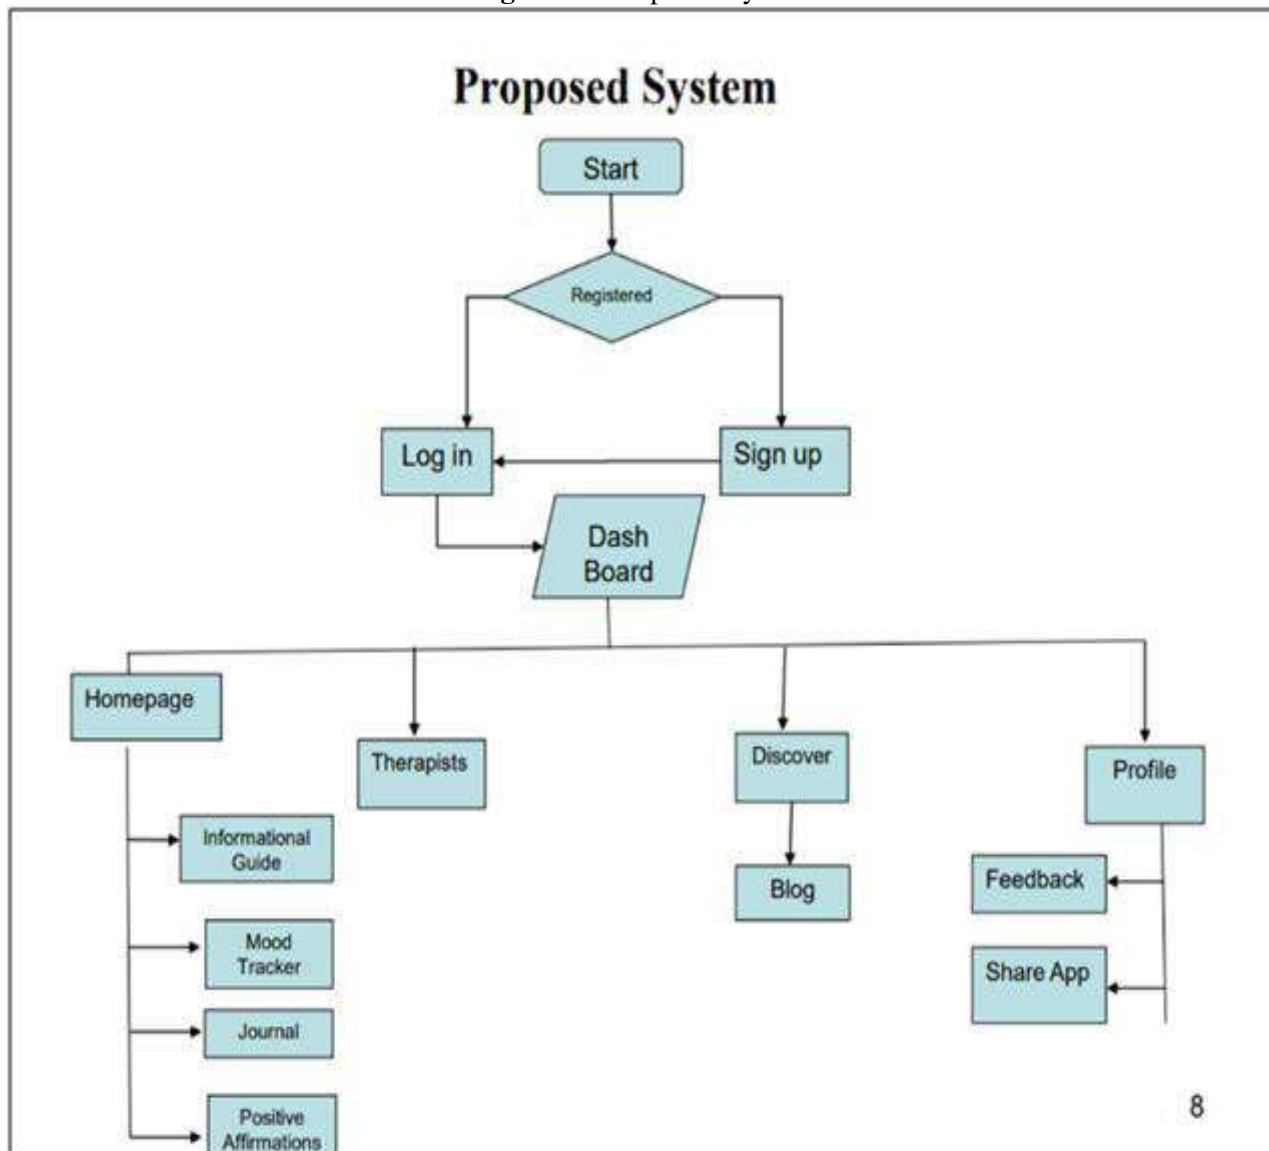 Proposed System
Start
Registered
Log in
Sign up
Dash
Board
Homepage
Therapists
Discover
Profile
Informational
Guide
Blog
Feedback
Mood
Tracker
Share App
Journal
Positive
Affirmations
8